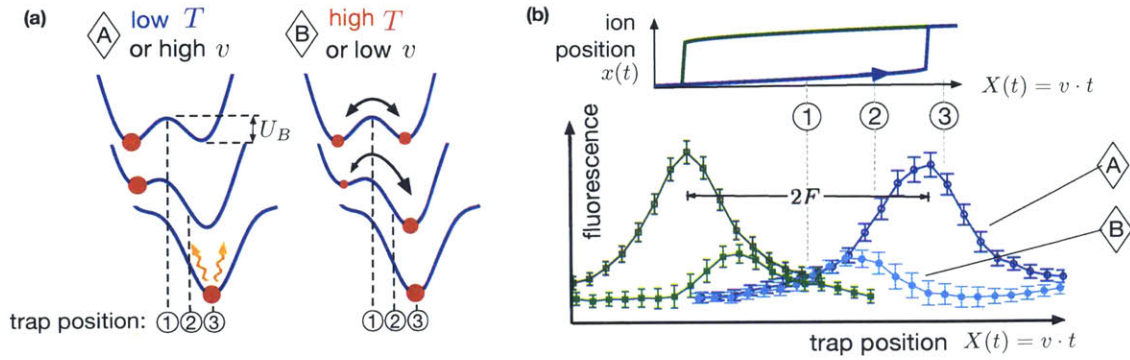 (a)
A
low T
or high v
B
high T
or low v
U_B
trap position: ① ② ③
① ② ③
(b)
ion
position
x(t)
X(t) = v · t
① ② ③
fluorescence
2F
A
B
trap position X(t) = v · t